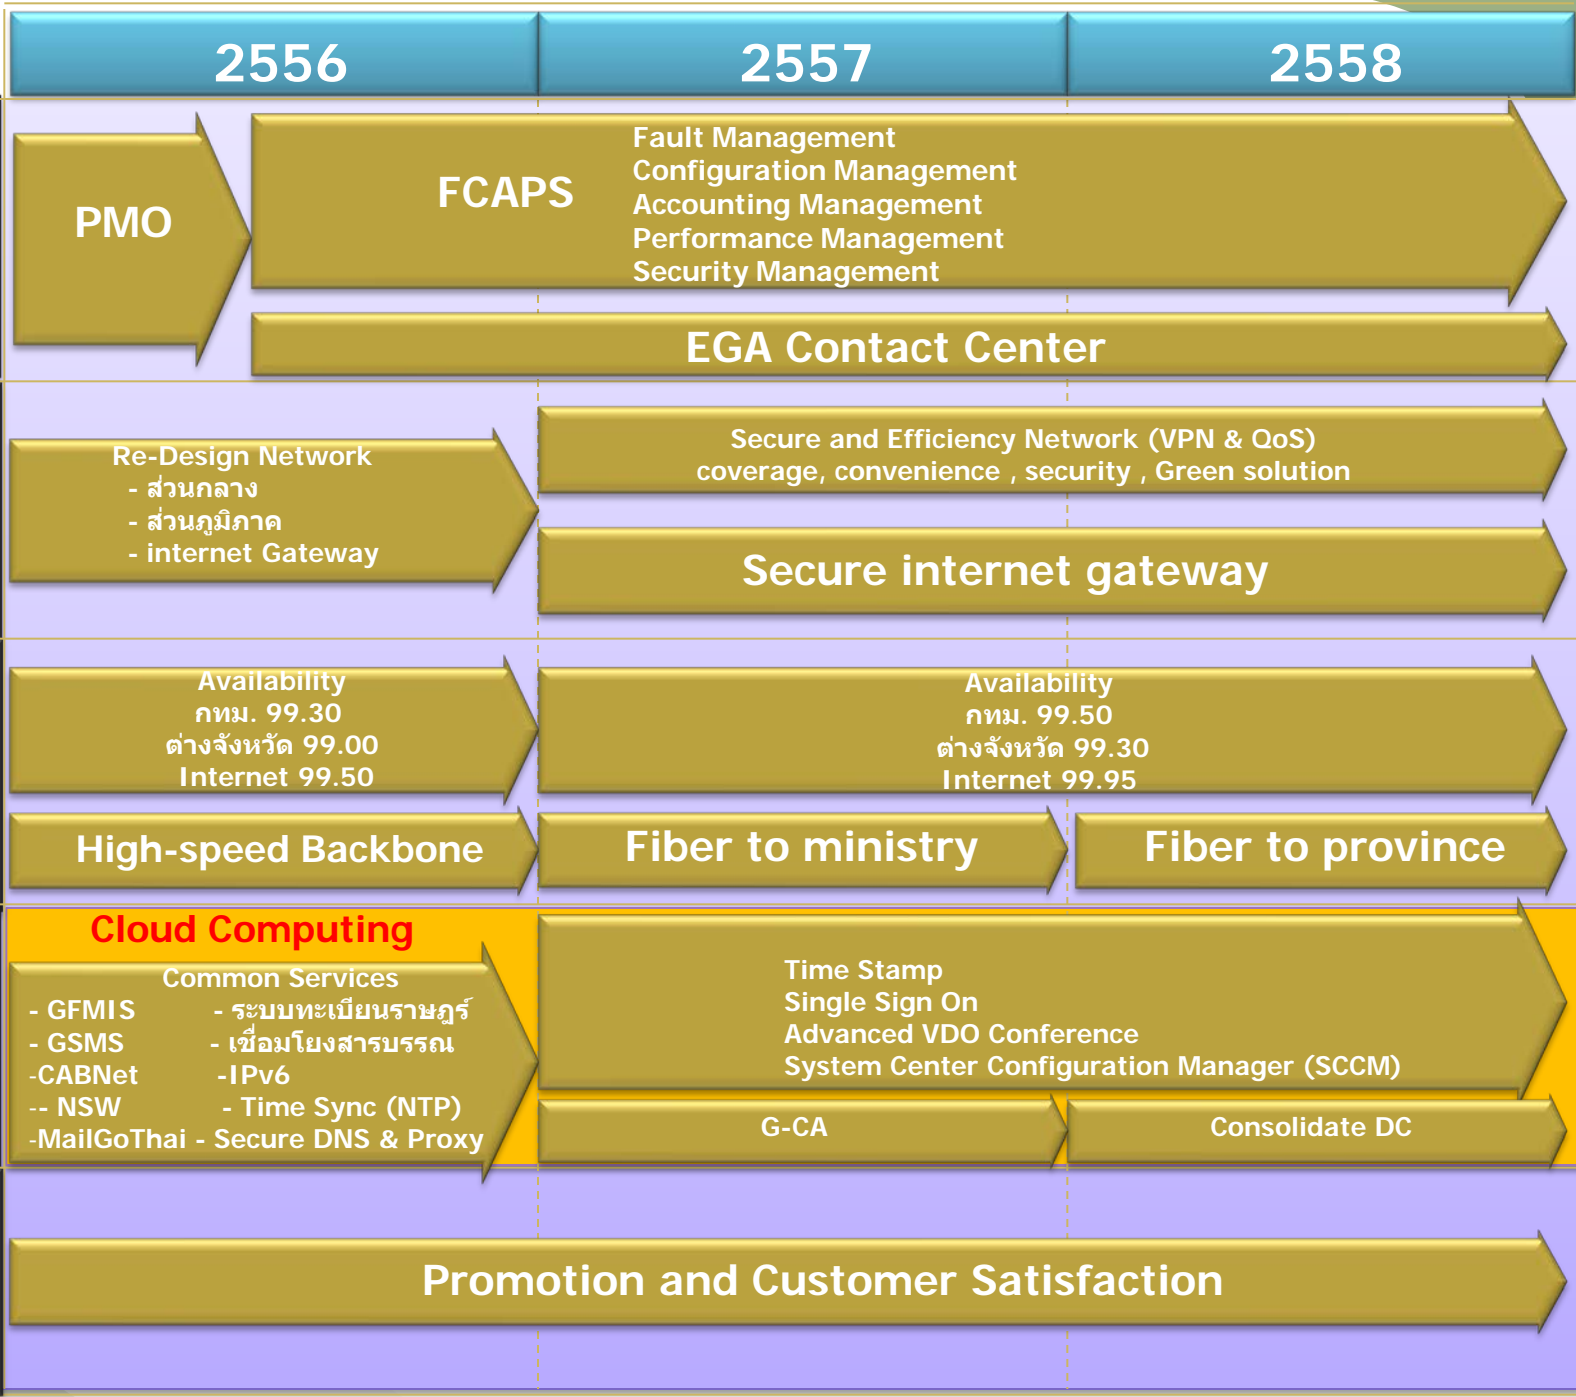 2556
2557
2558
PMO
FCAPS
Fault Management
Configuration Management
Accounting Management
Performance Management
Security Management
EGA Contact Center
Re-Design Network
- ส่วนกลาง
- ส่วนภูมิภาค
- internet Gateway
Secure and Efficiency Network (VPN & QoS)
coverage, convenience , security , Green solution
Secure internet gateway
Availability
กทม. 99.30
ต่างจังหวัด 99.00
Internet 99.50
Availability
กทม. 99.50
ต่างจังหวัด 99.30
Internet 99.95
High-speed Backbone
Fiber to ministry
Fiber to province
Cloud Computing
Common Services
- GFMIS - ระบบทะเบียนราษฎร์
- GSMS - เชื่อมโยงสารบรรณ
-CABNet -IPv6
-- NSW - Time Sync (NTP)
-MailGoThai - Secure DNS & Proxy
Time Stamp
Single Sign On
Advanced VDO Conference
System Center Configuration Manager (SCCM)
G-CA
Consolidate DC
Promotion and Customer Satisfaction